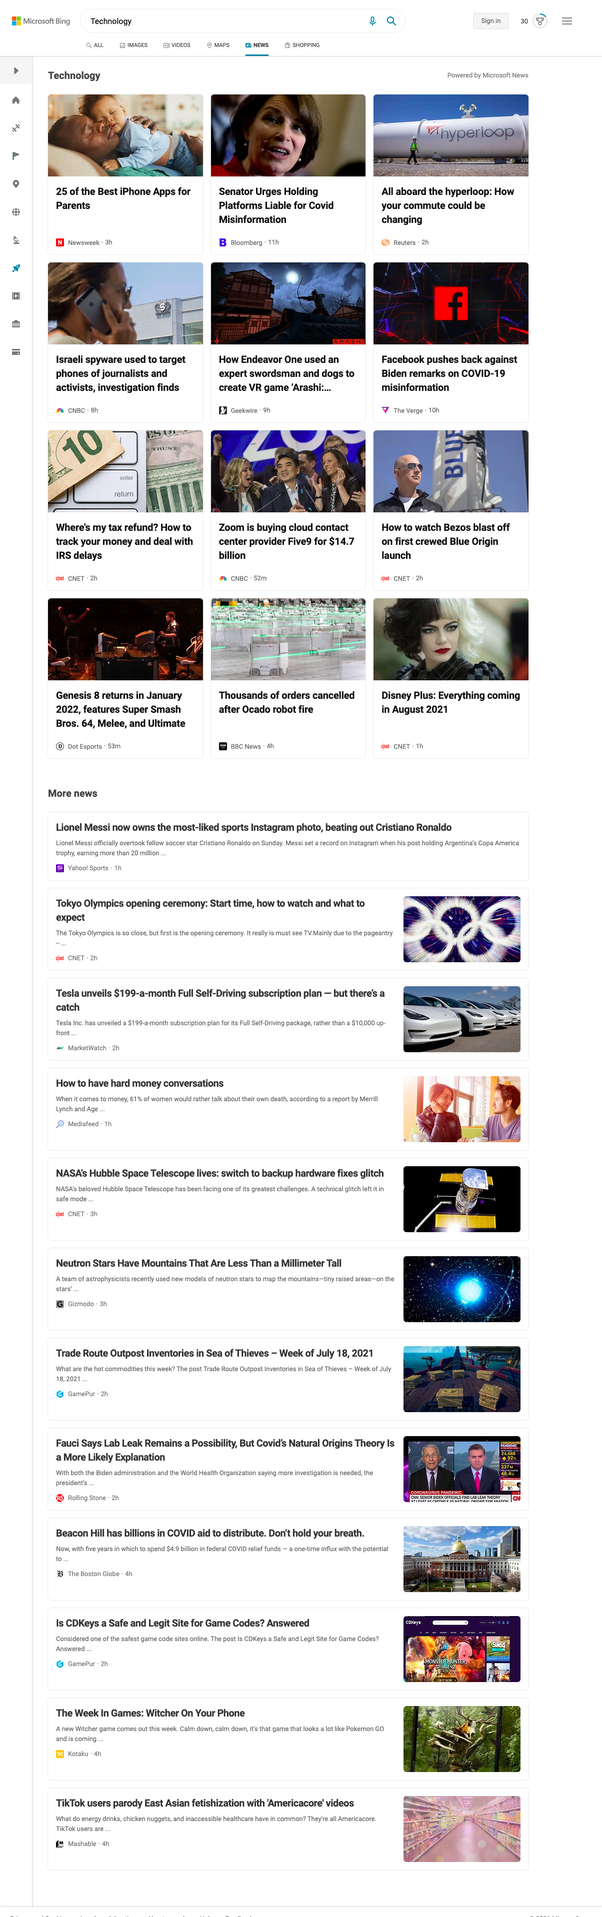 Microsoft Bing
Technology
Sign in
30
ALL
IMAGES
VIDEOS
MAPS
NEWS
SHOPPING
Technology
Powered by Microsoft News
25 of the Best iPhone Apps for
Parents
Newsweek · 3h
Senator Urges Holding
Platforms Liable for Covid
Misinformation
Bloomberg · 11h
hyperloop
All aboard the hyperloop: How
your commute could be
changing
Reuters · 2h
Israeli spyware used to target
phones of journalists and
activists, investigation finds
CNBC · 8h
How Endeavor One used an
expert swordsman and dogs to
create VR game ‘Arashi:...
Geekwire · 9h
Facebook pushes back against
Biden remarks on COVID-19
misinformation
The Verge · 10h
10
enter
return
Where's my tax refund? How to
track your money and deal with
IRS delays
CNET · 2h
ZOO
Zoom is buying cloud contact
center provider Five9 for $14.7
billion
CNBC · 52m
BLUE
How to watch Bezos blast off
on first crewed Blue Origin
launch
CNET · 2h
Genesis 8 returns in January
2022, features Super Smash
Bros. 64, Melee, and Ultimate
Dot Esports · 53m
Thousands of orders cancelled
after Ocado robot fire
BBC News · 4h
Disney Plus: Everything coming
in August 2021
CNET · 1h
More news
Lionel Messi now owns the most-liked sports Instagram photo, beating out Cristiano Ronaldo
Lionel Messi officially overtook fellow soccer star Cristiano Ronaldo on Sunday. Messi set a record on Instagram when his post holding Argentina's Copa America
trophy, earning more than 20 million ...
Yahoo! Sports · 1h
Tokyo Olympics opening ceremony: Start time, how to watch and what to
expect
The Tokyo Olympics is so close, but first is the opening ceremony. It really is must see TV.Mainly due to the pageantry
– ...
CNET · 2h
Tesla unveils $199-a-month Full Self-Driving subscription plan — but there's a
catch
Tesla Inc. has unveiled a $199-a-month subscription plan for its Full Self-Driving package, rather than a $10,000 up-
front ...
MarketWatch · 2h
How to have hard money conversations
When it comes to money, 61% of women would rather talk about their own death, according to a report by Merrill
Lynch and Age ...
Mediafeed · 1h
NASA's Hubble Space Telescope lives: switch to backup hardware fixes glitch
NASA's beloved Hubble Space Telescope has been facing one of its greatest challenges. A technical glitch left it in
safe mode ...
CNET · 3h
Neutron Stars Have Mountains That Are Less Than a Millimeter Tall
A team of astrophysicists recently used new models of neutron stars to map the mountains—tiny raised areas—on the
stars' ...
Gizmodo · 3h
Trade Route Outpost Inventories in Sea of Thieves – Week of July 18, 2021
What are the hot commodities this week? The post Trade Route Outpost Inventories in Sea of Thieves – Week of July
18, 2021 ...
GamePur · 2h
Fauci Says Lab Leak Remains a Possibility, But Covid's Natural Origins Theory Is
a More Likely Explanation
With both the Biden administration and the World Health Organization saying more investigation is needed, the
president's ...
Rolling Stone · 2h
CORONAVIRUS PANDEMIC
Beacon Hill has billions in COVID aid to distribute. Don't hold your breath.
Now, with five years in which to spend $4.9 billion in federal COVID relief funds — a one-time influx with the potential
to ...
The Boston Globe · 4h
Is CDKeys a Safe and Legit Site for Game Codes? Answered
Considered one of the safest game code sites online. The post Is CDKeys a Safe and Legit Site for Game Codes?
Answered ...
GamePur · 2h
CDKeys
The Week In Games: Witcher On Your Phone
A new Witcher game comes out this week. Calm down, calm down, it's that game that looks a lot like Pokemon GO
and is coming ...
Kotaku · 4h
TikTok users parody East Asian fetishization with 'Americacore' videos
What do energy drinks, chicken nuggets, and inaccessible healthcare have in common? They're all Americacore.
TikTok users are ...
Mashable · 4h